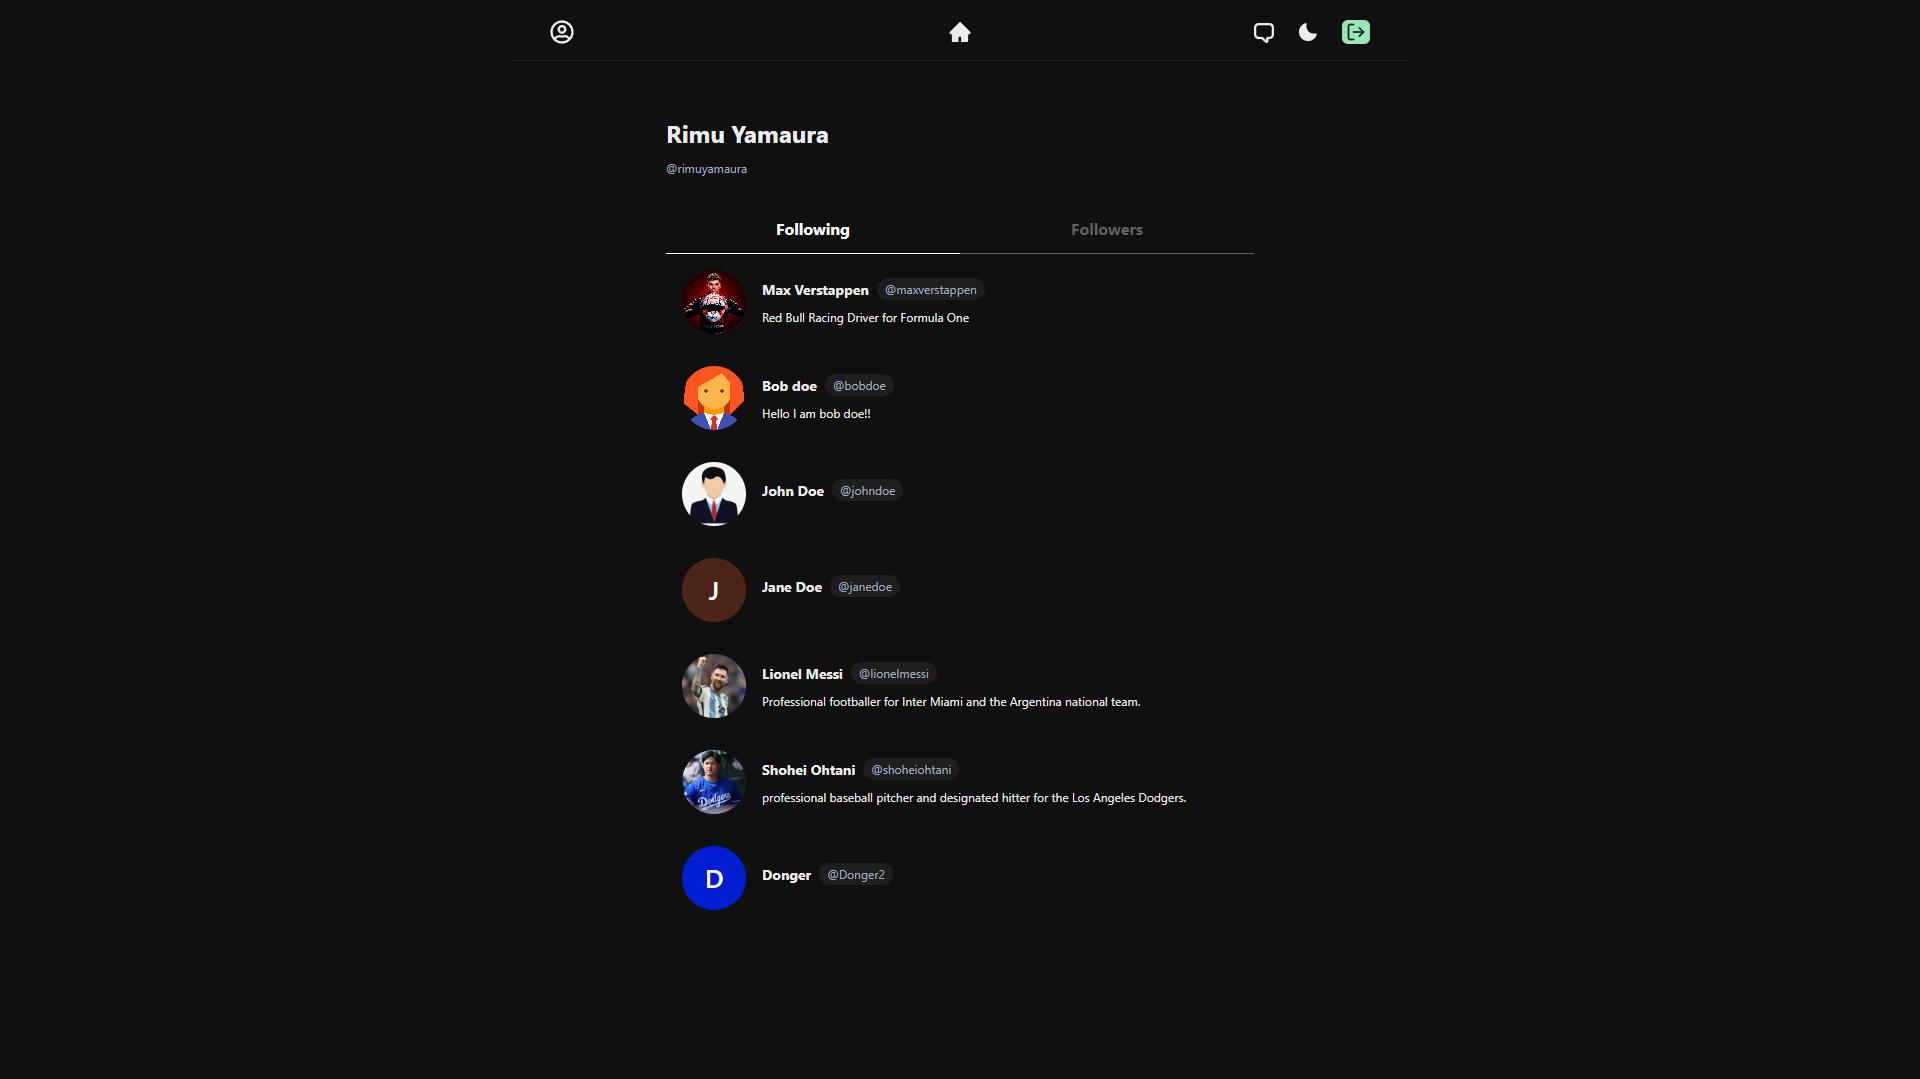 Rimu Yamaura
@rimuyamaura
Following Followers
Max Verstappen @maxverstappen
Red Bull Racing Driver for Formula One
Bob doe @bobdoe
Hello I am bob doe!!
John Doe @johndoe
J
Jane Doe @janedoe
Lionel Messi @lionelmessi
Professional footballer for Inter Miami and the Argentina national team.
Shohei Ohtani @shoheiohtani
professional baseball pitcher and designated hitter for the Los Angeles Dodgers.
Dodgers
D
Donger @Donger2